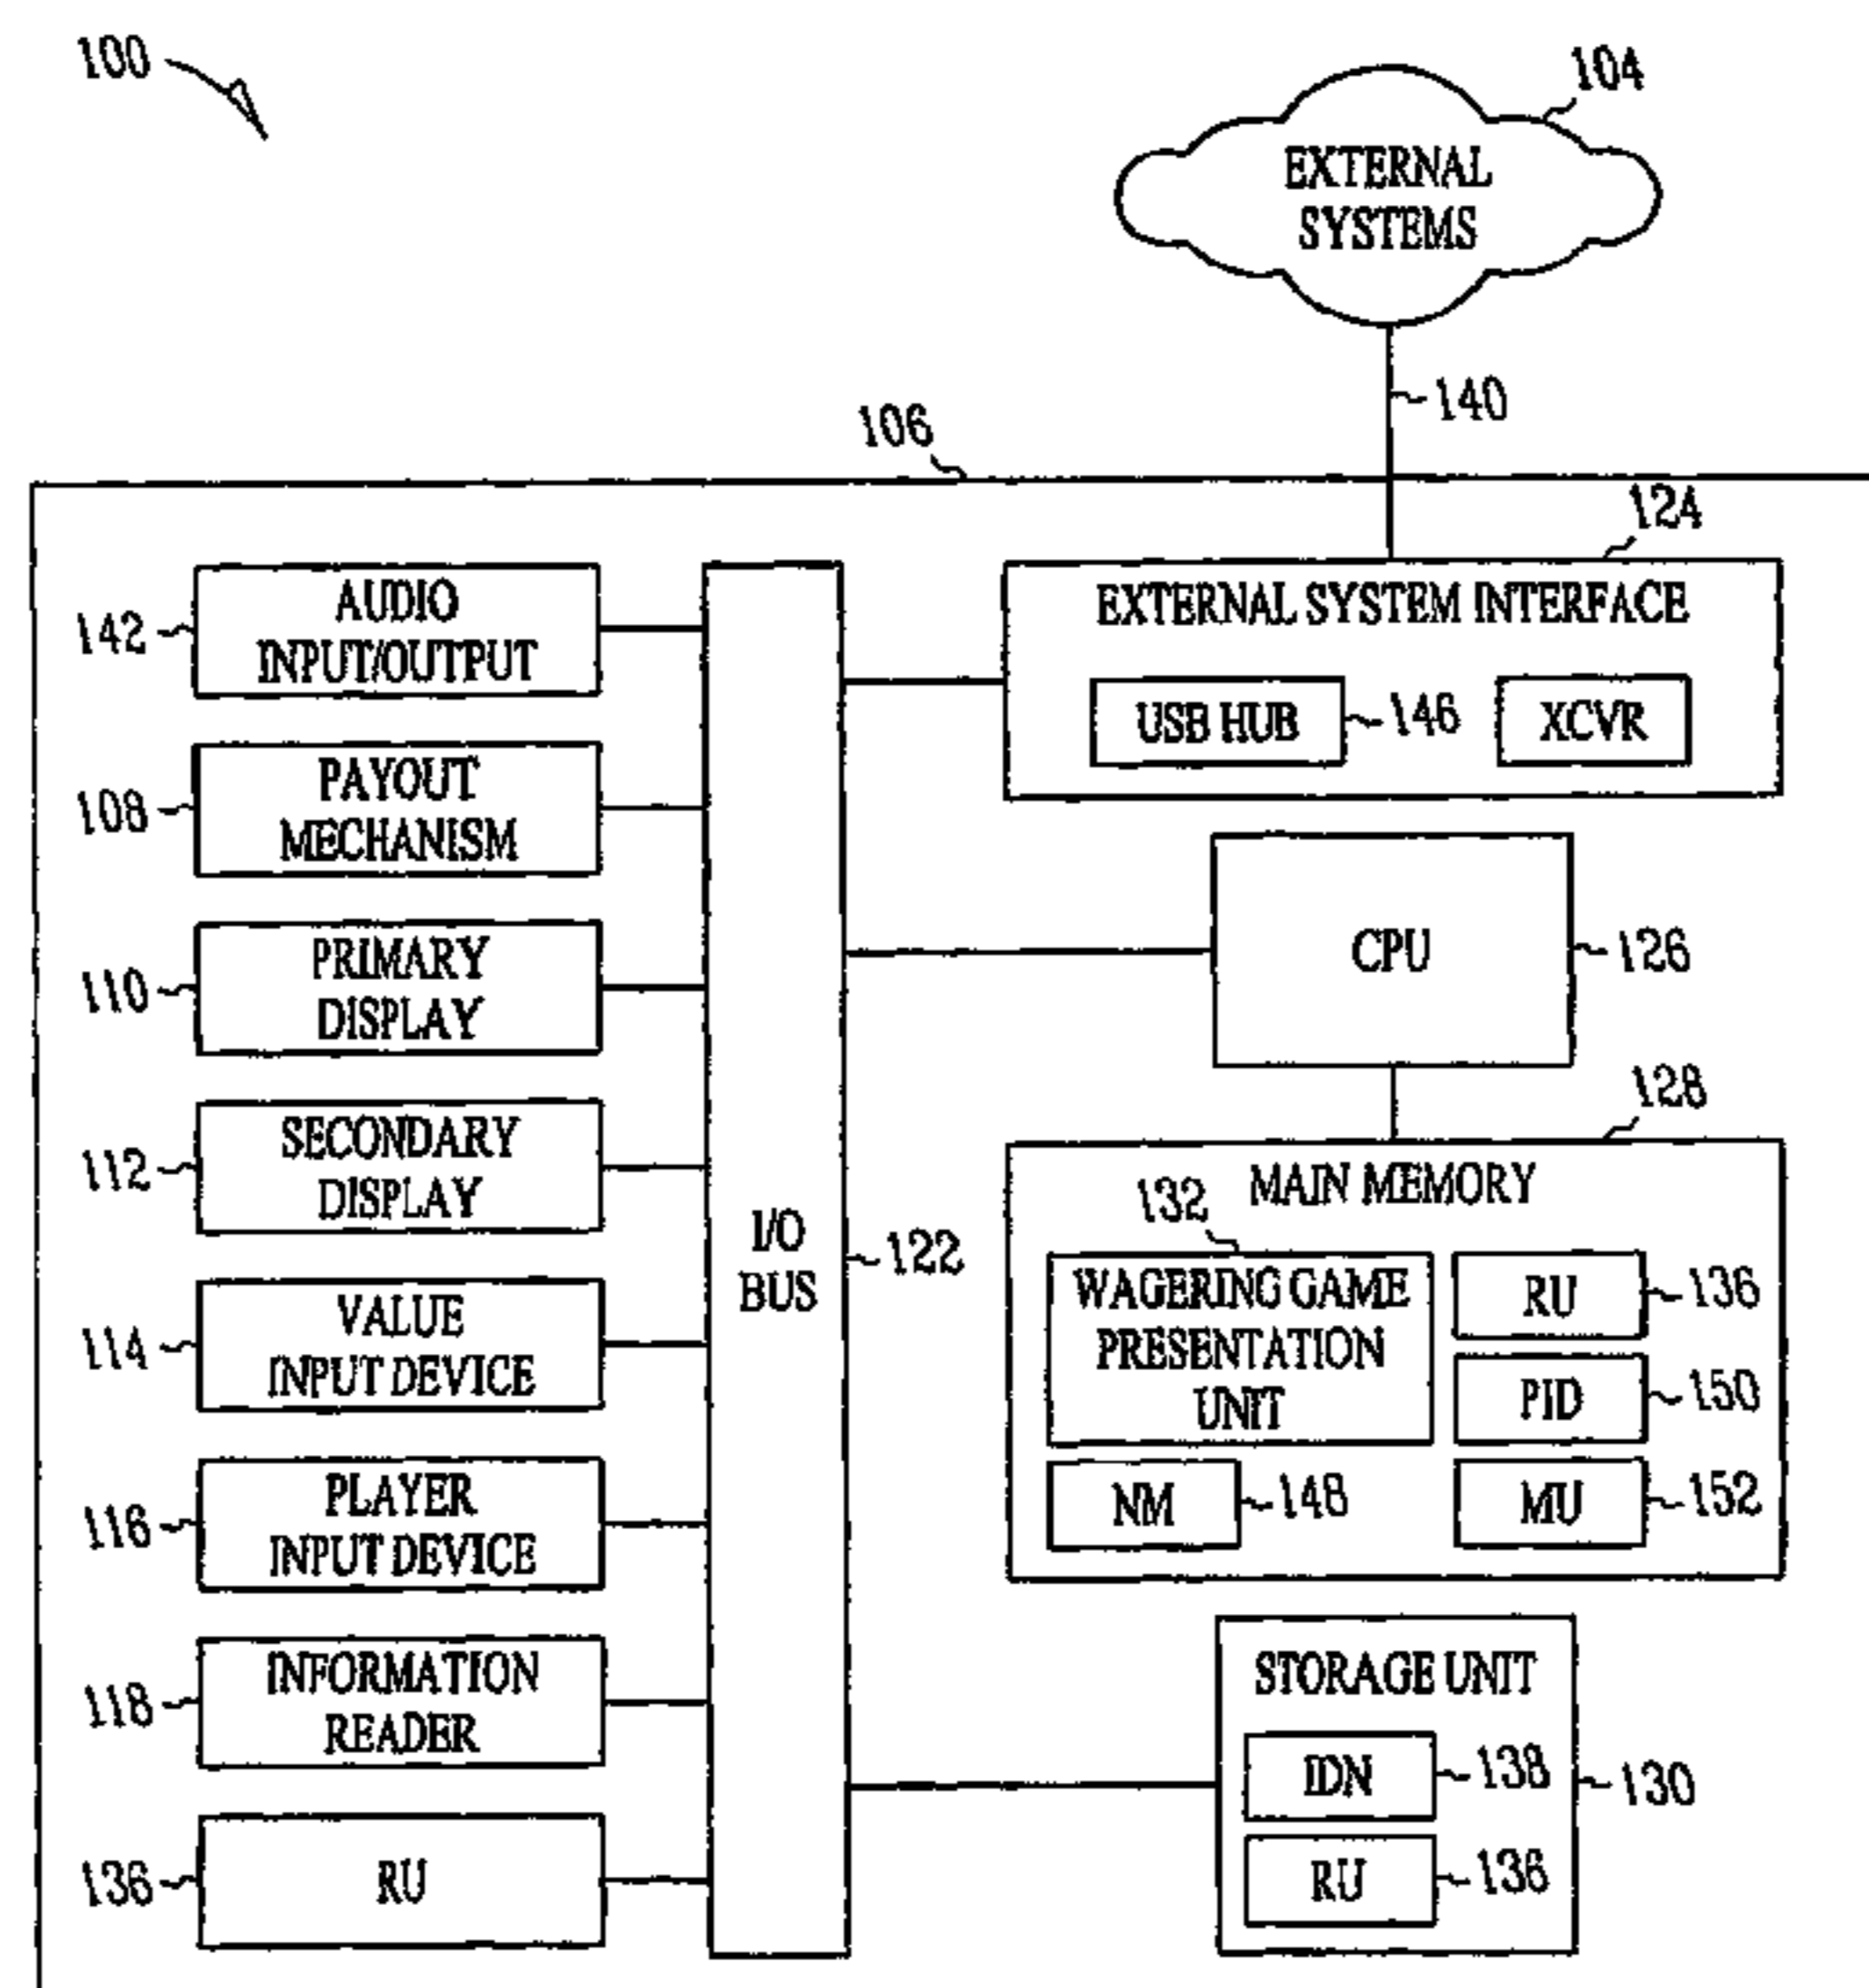 100
104
EXTERNAL
SYSTEMS
140
106
124
EXTERNAL SYSTEM INTERFACE
USB HUB
146
XCVR
142
AUDIO
INPUT/OUTPUT
108
PAYOUT
MECHANISM
110
PRIMARY
DISPLAY
112
SECONDARY
DISPLAY
114
VALUE
INPUT DEVICE
116
PLAYER
INPUT DEVICE
118
INFORMATION
READER
136
RU
I/O
BUS
122
CPU
126
128
MAIN MEMORY
132
WAGERING GAME
PRESENTATION
UNIT
RU
136
PID
150
NM
148
MU
152
STORAGE UNIT
IDN
138
130
RU
136